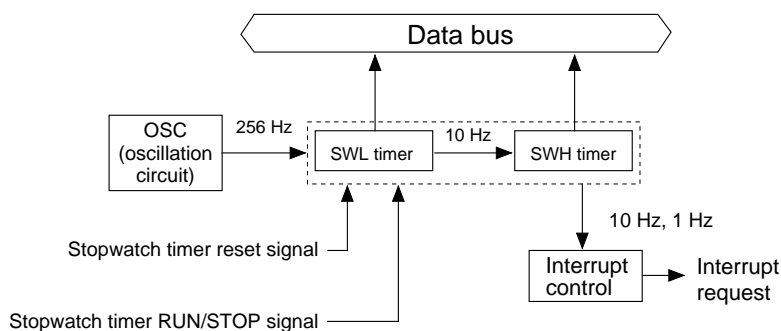 Data bus
OSC
(oscillation
circuit)
256 Hz
SWL timer
10 Hz
SWH timer
Stopwatch timer reset signal
Stopwatch timer RUN/STOP signal
10 Hz, 1 Hz
Interrupt
control
Interrupt
request